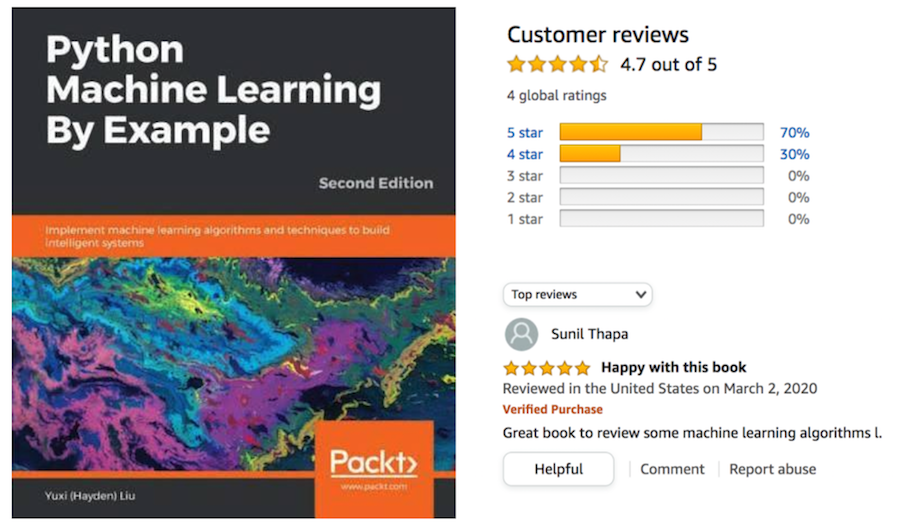 Python
Machine Learning
By Example
Second Edition
Implement machine learning algorithms and techniques to build
intelligent systems
Packt>
www.packt.com
Yuxi (Hayden) Liu
Customer reviews
4.7 out of 5
4 global ratings
5 star 70%
4 star 30%
3 star 0%
2 star 0%
1 star 0%
Top reviews
Sunil Thapa
Happy with this book
Reviewed in the United States on March 2, 2020
Verified Purchase
Great book to review some machine learning algorithms l.
Helpful Comment Report abuse